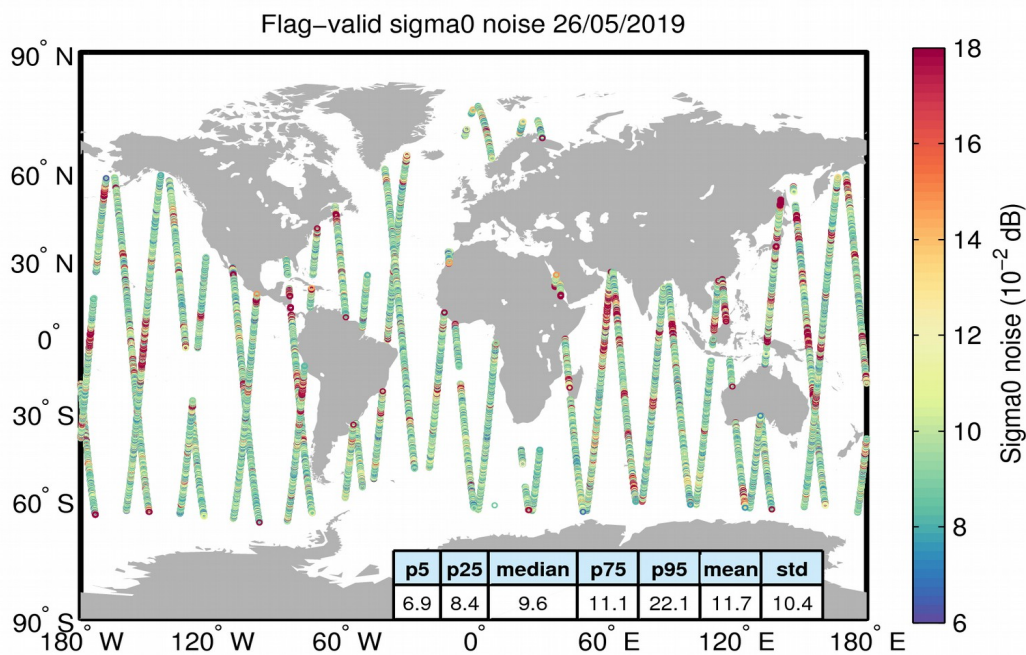 Flag−valid sigma0 noise 26/05/2019
90° N
60° N
30° N
0°
30° S
60° S
90° S
180° W
120° W
60° W
0°
60° E
120° E
180° E
p5 p25 median p75 p95 mean std
6.9 8.4 9.6 11.1 22.1 11.7 10.4
18
16
14
12
10
8
6
Sigma0 noise (10⁻² dB)